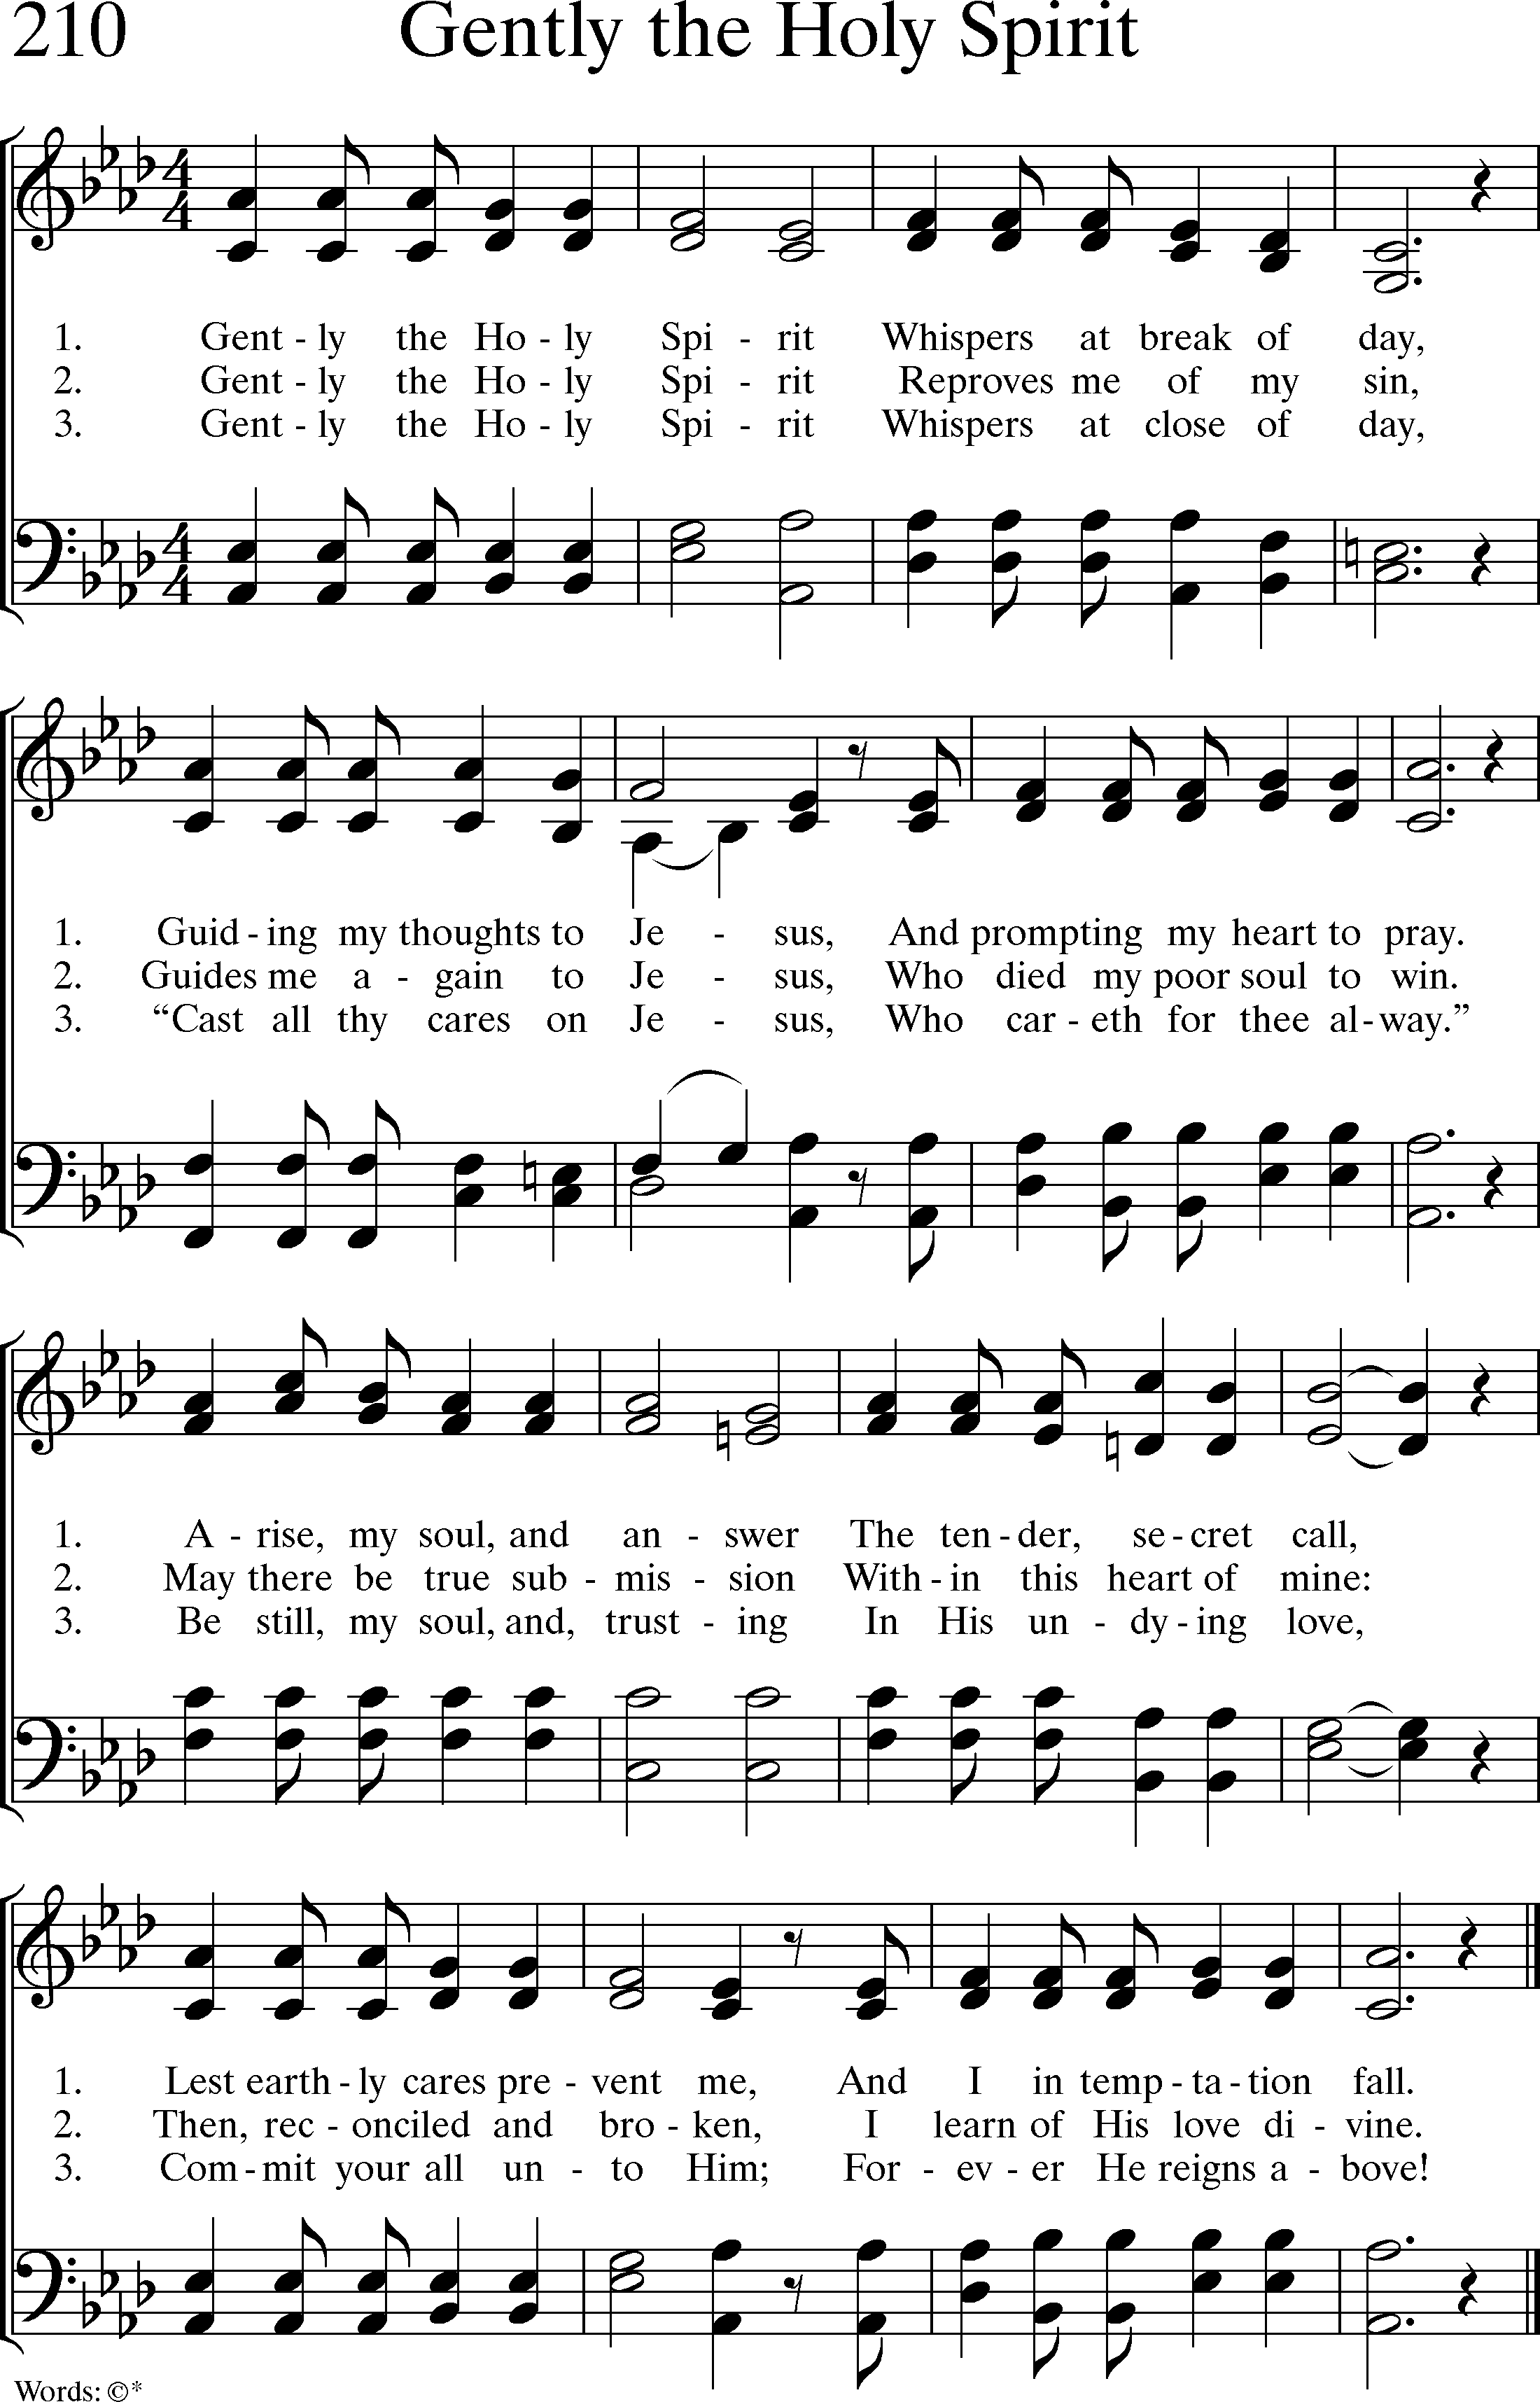 210 Gently the Holy Spirit
1. Gent - ly the Ho - ly Spi - rit Whispers at break of day,
2. Gent - ly the Ho - ly Spi - rit Reproves me of my sin,
3. Gent - ly the Ho - ly Spi - rit Whispers at close of day,
1. Guid - ing my thoughts to Je - sus, And prompting my heart to pray.
2. Guides me a - gain to Je - sus, Who died my poor soul to win.
3. “Cast all thy cares on Je - sus, Who car - eth for thee al - way.”
1. A - rise, my soul, and an - swer The ten - der, se - cret call,
2. May there be true sub - mis - sion With - in this heart of mine:
3. Be still, my soul, and, trust - ing In His un - dy - ing love,
1. Lest earth - ly cares pre - vent me, And I in temp - ta - tion fall.
2. Then, rec - onciled and bro - ken, I learn of His love di - vine.
3. Com - mit your all un - to Him; For - ev - er He reigns a - bove!
Words: ©*